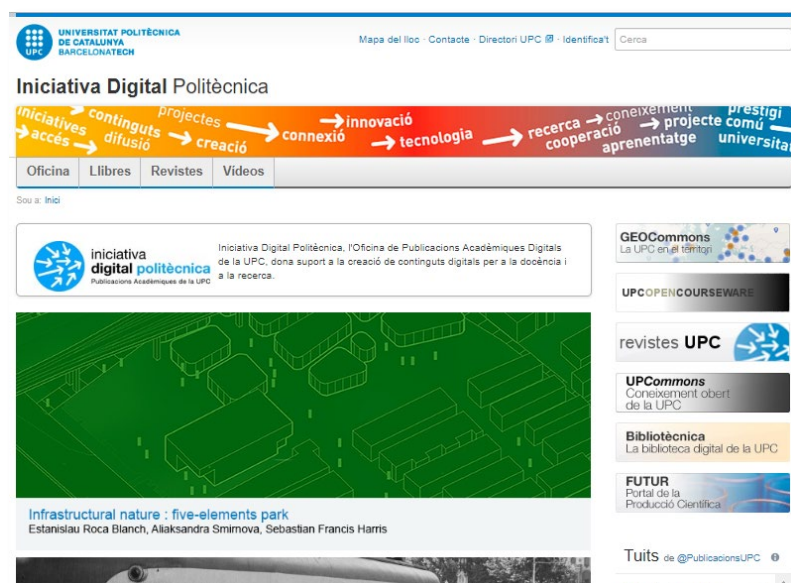 UNIVERSITAT POLITÈCNICA
DE CATALUNYA
BARCELONATECH
UPC
Mapa del lloc · Contacte · Directori UPC · Identifica't
Cerca
Iniciativa Digital Politècnica
iniciatives
accés
continguts
difusió
projectes
creació
connexió
innovació
tecnologia
recerca
cooperació
coneixement
aprenentatge
projecte comú
prestigi
universitat
Oficina
Llibres
Revistes
Vídeos
Sou a: Inici
iniciativa
digital politècnica
Publicacions Acadèmiques de la UPC
Iniciativa Digital Politècnica, l'Oficina de Publicacions Acadèmiques Digitals
de la UPC, dona suport a la creació de continguts digitals per a la docència i
a la recerca.
Infrastructural nature : five-elements park
Estanislau Roca Blanch, Aliaksandra Smirnova, Sebastian Francis Harris
GEOCommons
La UPC en el territori
UPCOPENCOURSEWARE
revistes UPC
UPCommons
Coneixement obert
de la UPC
Bibliotècnica
La biblioteca digital de la UPC
FUTUR
Portal de la
Producció Científica
Tuits de @PublicacionsUPC